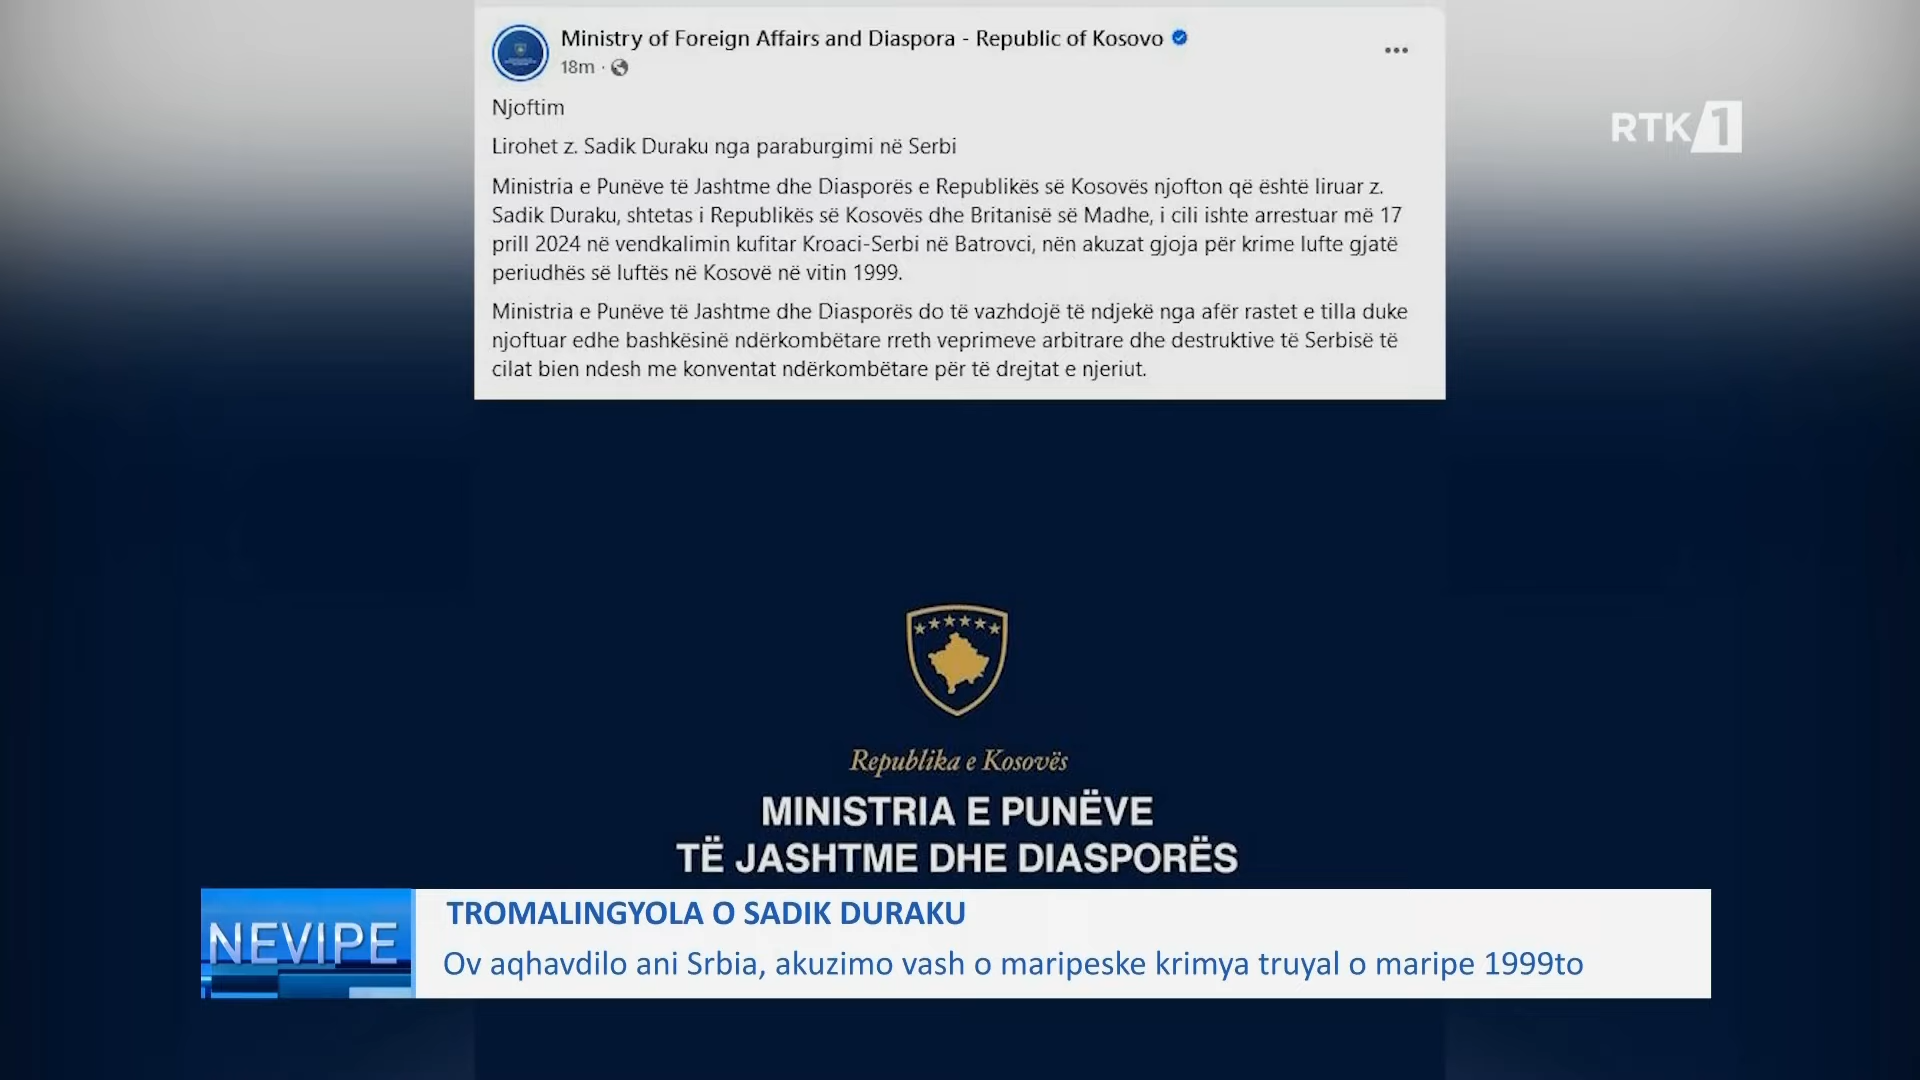 Ministry of Foreign Affairs and Diaspora - Republic of Kosovo
18m ·
Njoftim
Lirohet z. Sadik Duraku nga paraburgimi në Serbi
Ministria e Punëve të Jashtme dhe Diasporës e Republikës së Kosovës njofton që është liruar z.
Sadik Duraku, shtetas i Republikës së Kosovës dhe Britanisë së Madhe, i cili ishte arrestuar më 17
prill 2024 në vendkalimin kufitar Kroaci-Serbi në Batrovci, nën akuzat gjoja për krime lufte gjatë
periudhës së luftës në Kosovë në vitin 1999.
Ministria e Punëve të Jashtme dhe Diasporës do të vazhdojë të ndjekë nga afër rastet e tilla duke
njoftuar edhe bashkësinë ndërkombëtare rreth veprimeve arbitrare dhe destruktive të Serbisë të
cilat bien ndesh me konventat ndërkombëtare për të drejtat e njeriut.
RTK 1
Republika e Kosovës
MINISTRIA E PUNËVE
TË JASHTME DHE DIASPORËS
NEVIPE
TROMALINGYOLA O SADIK DURAKU
Ov aqhavdilo ani Srbia, akuzimo vash o maripeske krimya truyal o maripe 1999to